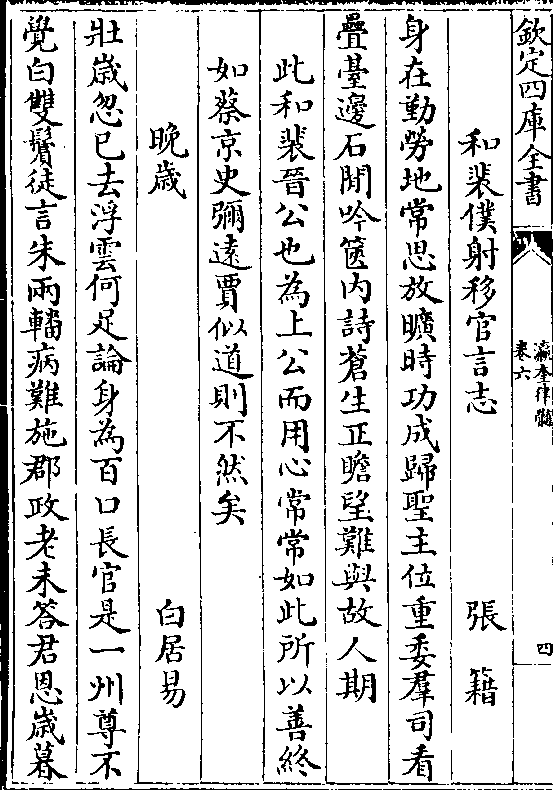 欽定四庫全書
瀛奎律髓
卷六
四
和裴僕射移官言志 張籍
身在勤勞地常思放曠時功成歸聖主位重委羣司看
疊臺邊石閒吟篋内詩蒼生正瞻望難與故人期
此和裴晉公也為上公而用心常常如此所以善終
如蔡京史彌遠賈似道則不然矣
晩歲 白居易
壯歲忽已去浮雲何足論身為百口長官是一州尊不
覺白雙鬢徒言朱兩轓病難施郡政老未答君恩歲暮